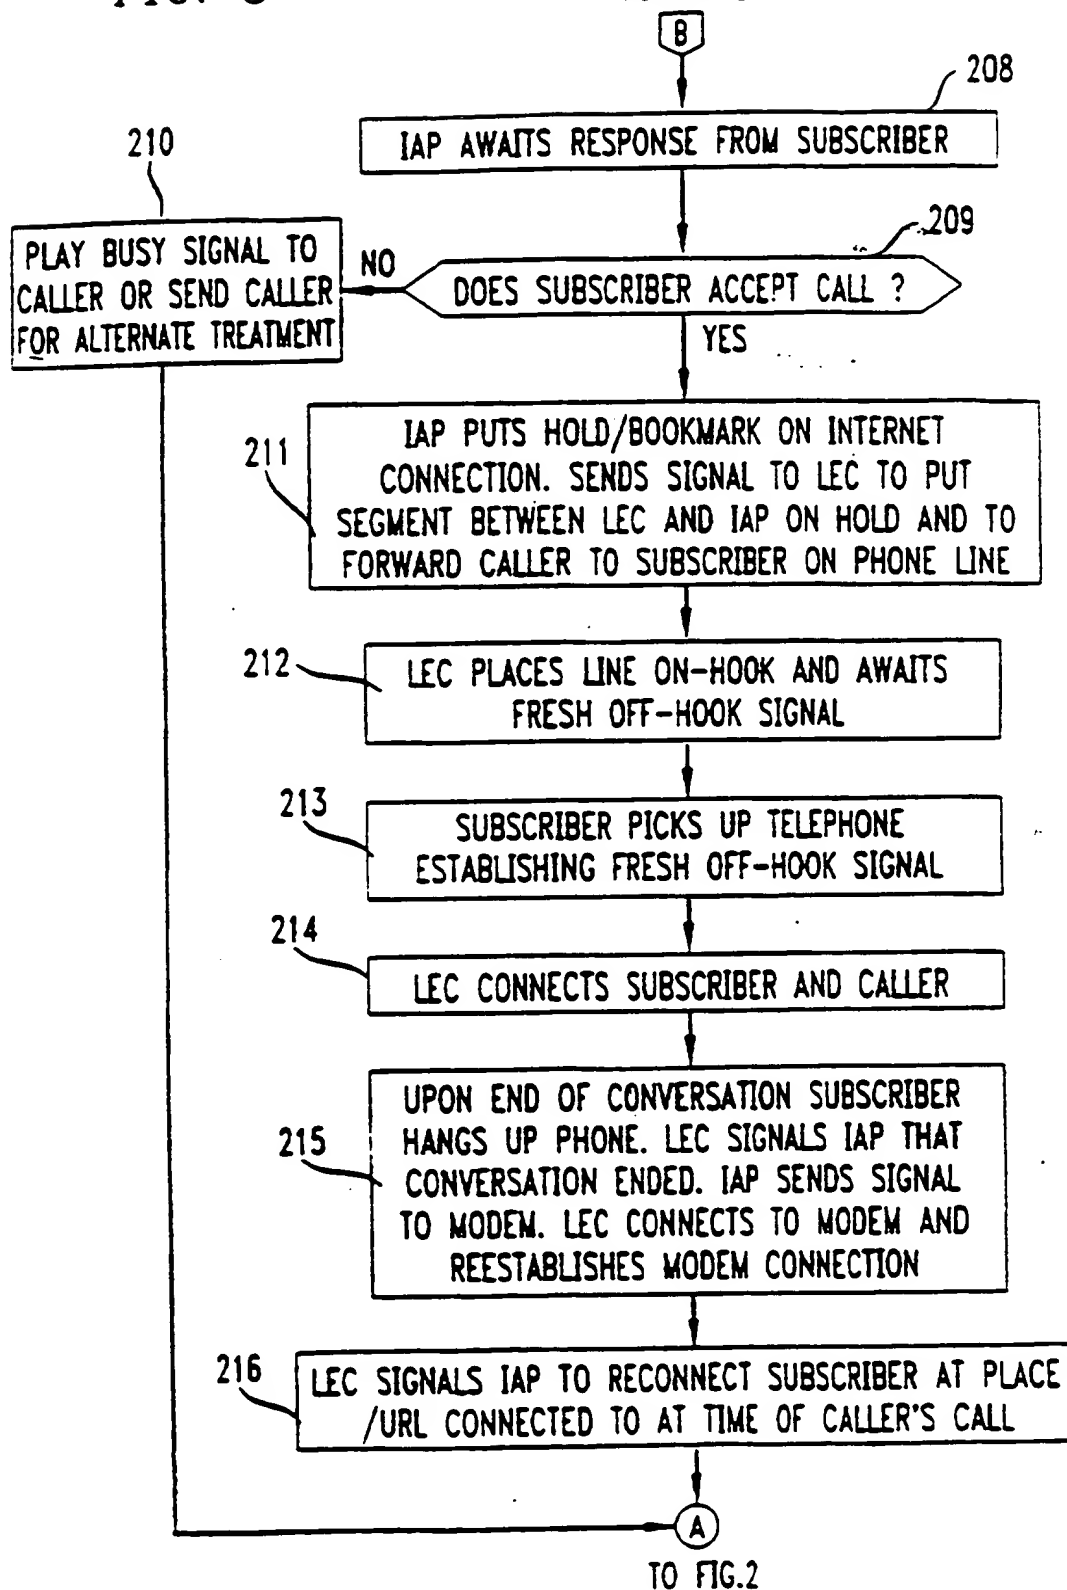 B
208
IAP AWAITS RESPONSE FROM SUBSCRIBER
209
DOES SUBSCRIBER ACCEPT CALL ?
NO
YES
210
PLAY BUSY SIGNAL TO
CALLER OR SEND CALLER
FOR ALTERNATE TREATMENT
211
IAP PUTS HOLD/BOOKMARK ON INTERNET
CONNECTION. SENDS SIGNAL TO LEC TO PUT
SEGMENT BETWEEN LEC AND IAP ON HOLD AND TO
FORWARD CALLER TO SUBSCRIBER ON PHONE LINE
212
LEC PLACES LINE ON-HOOK AND AWAITS
FRESH OFF-HOOK SIGNAL
213
SUBSCRIBER PICKS UP TELEPHONE
ESTABLISHING FRESH OFF-HOOK SIGNAL
214
LEC CONNECTS SUBSCRIBER AND CALLER
215
UPON END OF CONVERSATION SUBSCRIBER
HANGS UP PHONE. LEC SIGNALS IAP THAT
CONVERSATION ENDED. IAP SENDS SIGNAL
TO MODEM. LEC CONNECTS TO MODEM AND
REESTABLISHES MODEM CONNECTION
216
LEC SIGNALS IAP TO RECONNECT SUBSCRIBER AT PLACE
/URL CONNECTED TO AT TIME OF CALLER'S CALL
A
TO FIG.2